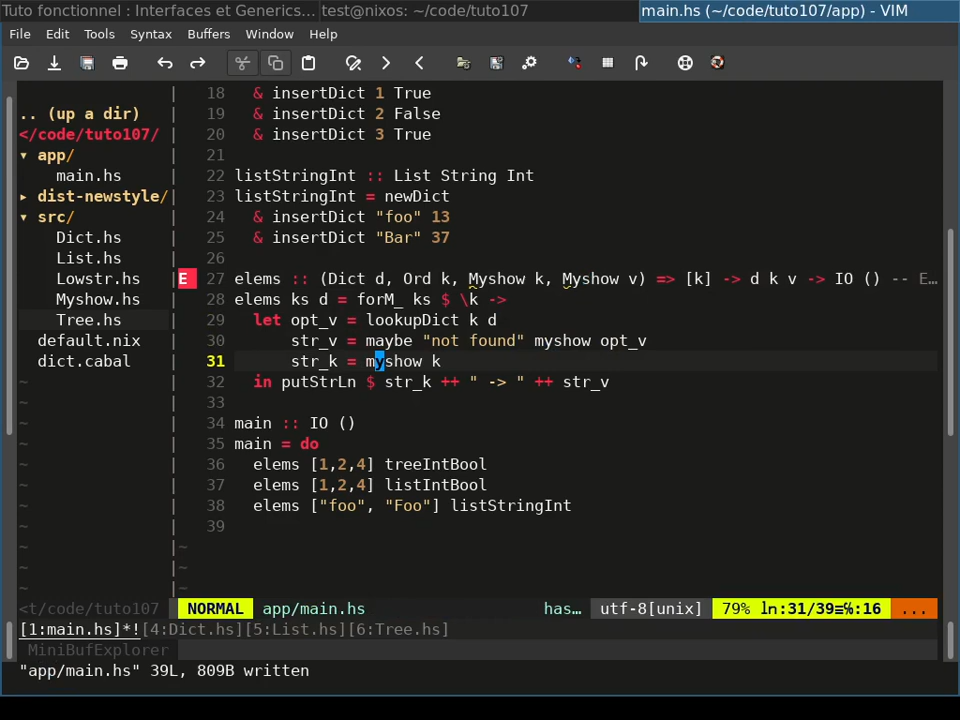 Tuto fonctionnel : Interfaces et Generics... test@nixos: ~/code/tuto107 main.hs (~/code/tuto107/app) - VIM
File Edit Tools Syntax Buffers Window Help
18 & insertDict 1 True
.. (up a dir) 19 & insertDict 2 False
</code/tuto107/ 20 & insertDict 3 True
▾ app/ 21
main.hs 22 listStringInt :: List String Int
▸ dist-newstyle/ 23 listStringInt = newDict
▾ src/ 24 & insertDict "foo" 13
Dict.hs 25 & insertDict "Bar" 37
List.hs 26
Lowstr.hs E 27 elems :: (Dict d, Ord k, Myshow k, Myshow v) => [k] -> d k v -> IO () -- E...
Myshow.hs 28 elems ks d = forM_ ks $ \k ->
Tree.hs 29 let opt_v = lookupDict k d
default.nix 30 str_v = maybe "not found" myshow opt_v
dict.cabal 31 str_k = myshow k
~ 32 in putStrLn $ str_k ++ " -> " ++ str_v
~ 33
~ 34 main :: IO ()
~ 35 main = do
~ 36 elems [1,2,4] treeIntBool
~ 37 elems [1,2,4] listIntBool
~ 38 elems ["foo", "Foo"] listStringInt
~ 39
~ ~
~ ~
~ ~
<t/code/tuto107 NORMAL app/main.hs has... utf-8[unix] 79% ln:31/39≡℅:16 ...
[1:main.hs]*![4:Dict.hs][5:List.hs][6:Tree.hs]
MiniBufExplorer
"app/main.hs" 39L, 809B written